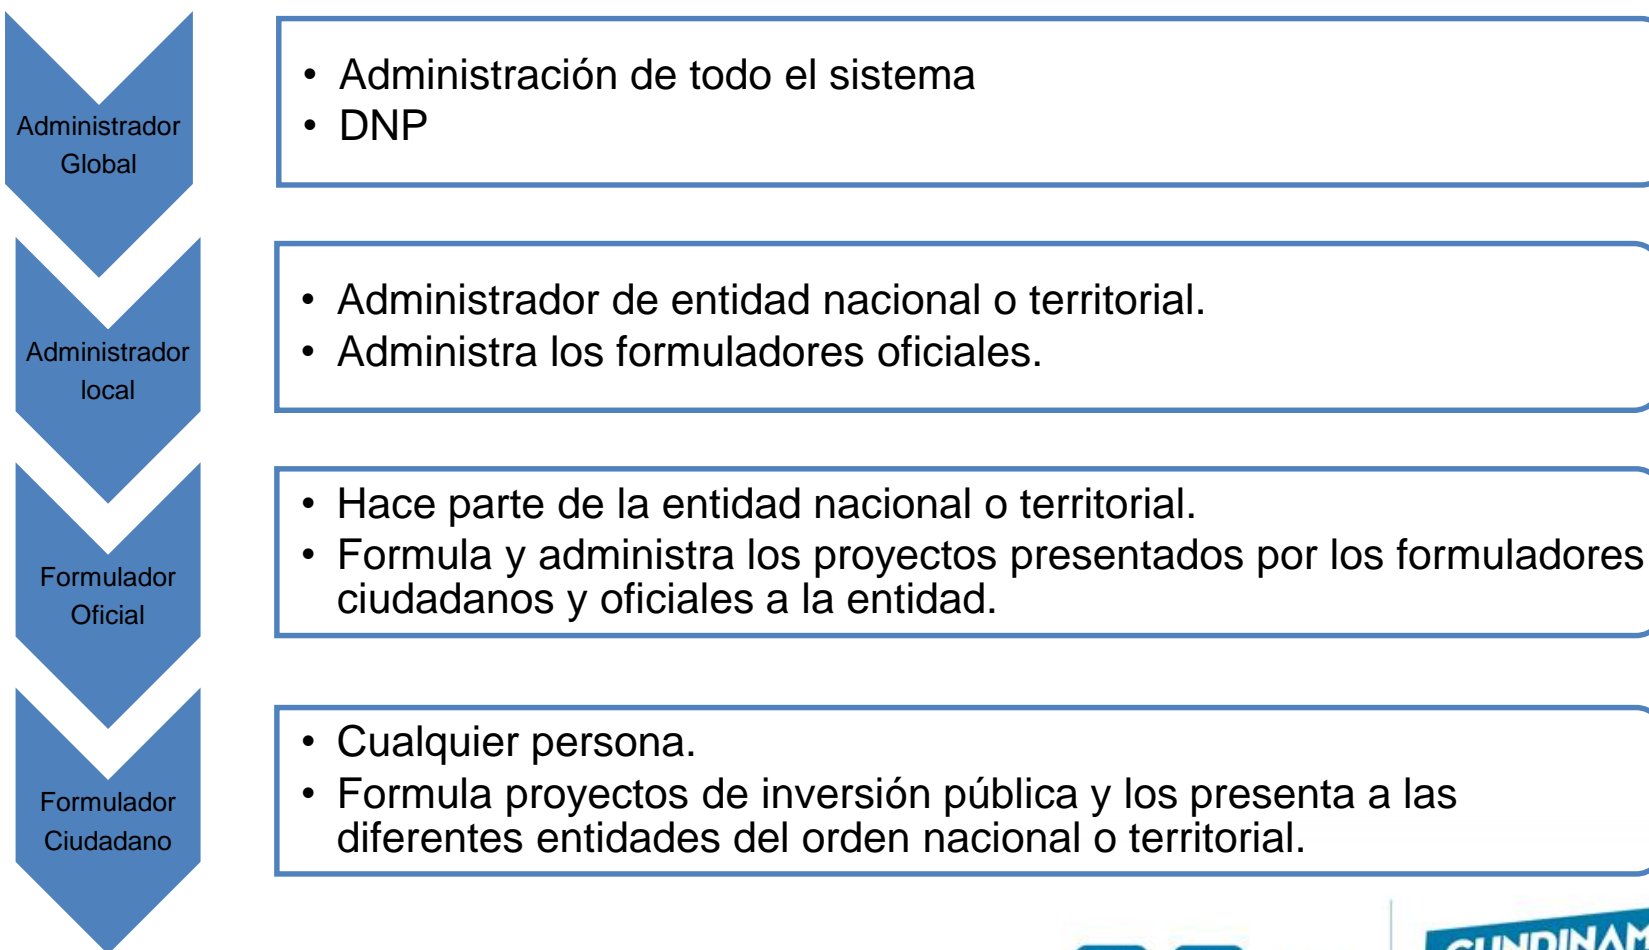 Administrador
Global
• Administración de todo el sistema
• DNP
Administrador
local
• Administrador de entidad nacional o territorial.
• Administra los formuladores oficiales.
Formulador
Oficial
• Hace parte de la entidad nacional o territorial.
• Formula y administra los proyectos presentados por los formuladores
ciudadanos y oficiales a la entidad.
Formulador
Ciudadano
• Cualquier persona.
• Formula proyectos de inversión pública y los presenta a las
diferentes entidades del orden nacional o territorial.